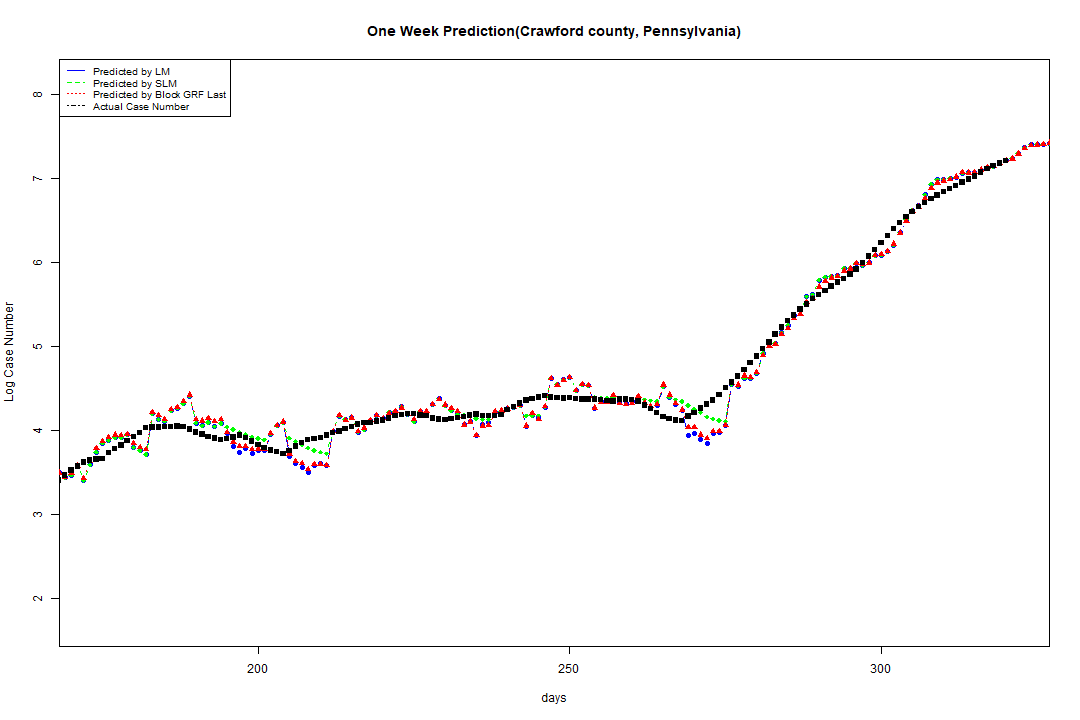 One Week Prediction(Crawford county, Pennsylvania)
Predicted by LM
Predicted by SLM
Predicted by Block GRF Last
Actual Case Number
8
7
6
5
4
3
2
Log Case Number
200
250
300
days